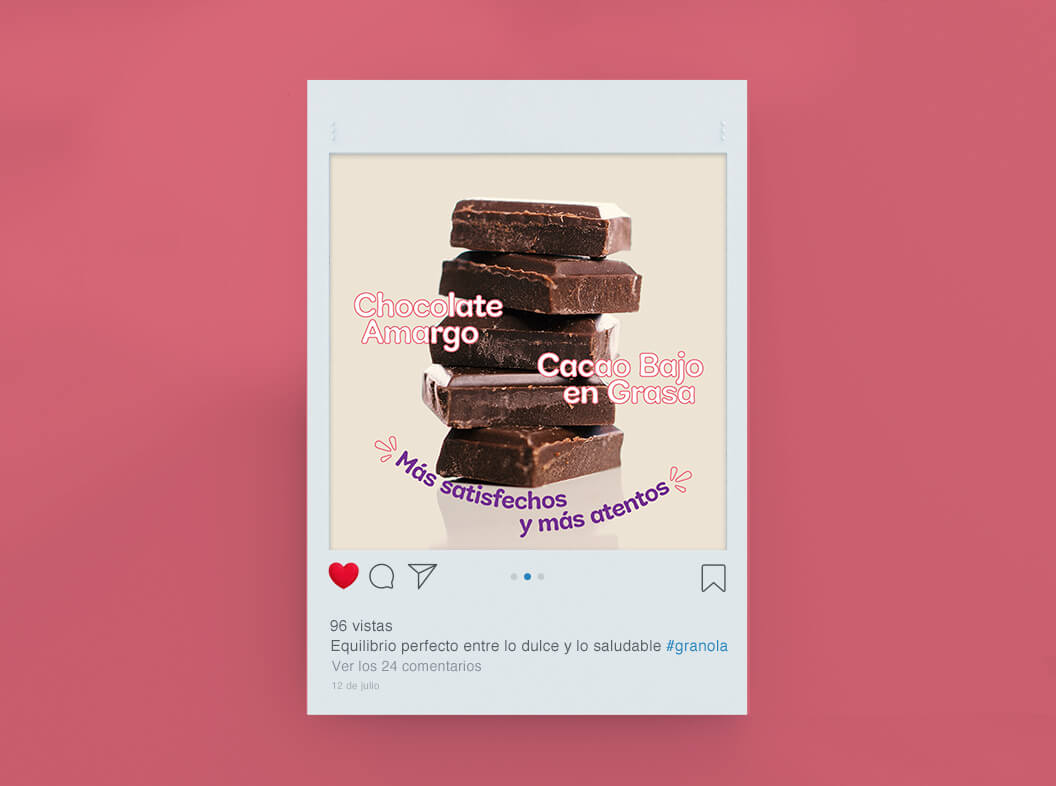 Chocolate
Amargo
Cacao Bajo
en Grasa
Más satisfechos
y más atentos
96 vistas
Equilibrio perfecto entre lo dulce y lo saludable #granola
Ver los 24 comentarios
12 de julio